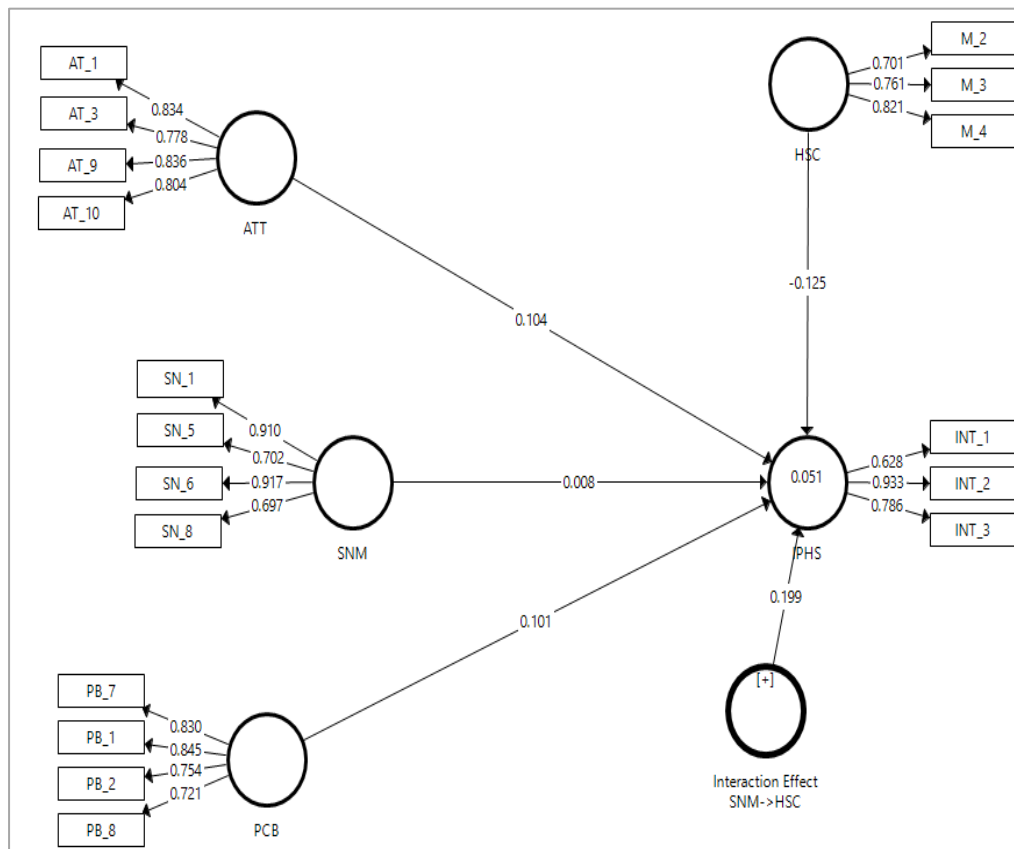 AT_1
AT_3
AT_9
AT_10
0.834
0.778
0.836
0.804
ATT
M_2
M_3
M_4
0.701
0.761
0.821
HSC
-0.125
0.104
SN_1
SN_5
SN_6
SN_8
0.910
0.702
0.917
0.697
SNM
0.008
0.051
IPHS
INT_1
INT_2
INT_3
0.628
0.933
0.786
0.199
[+]
Interaction Effect
SNM->HSC
0.101
PB_7
PB_1
PB_2
PB_8
0.830
0.845
0.754
0.721
PCB